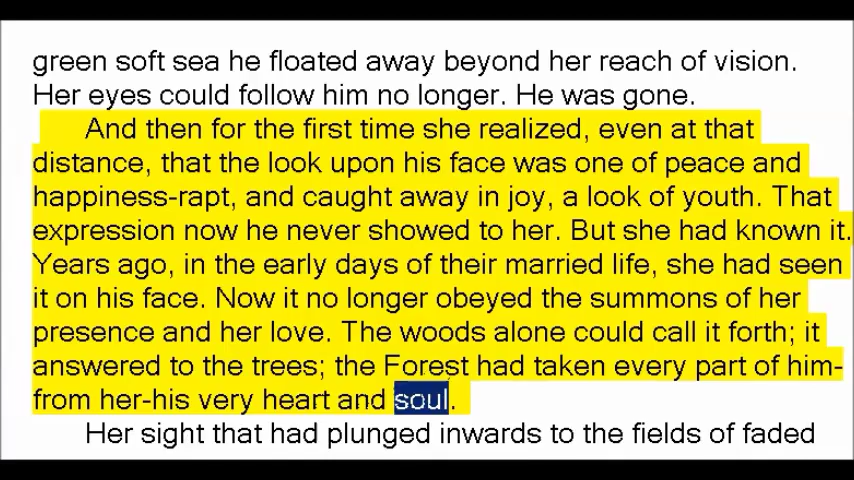 green soft sea he floated away beyond her reach of vision.
Her eyes could follow him no longer. He was gone.
And then for the first time she realized, even at that
distance, that the look upon his face was one of peace and
happiness-rapt, and caught away in joy, a look of youth. That
expression now he never showed to her. But she had known it.
Years ago, in the early days of their married life, she had seen
it on his face. Now it no longer obeyed the summons of her
presence and her love. The woods alone could call it forth; it
answered to the trees; the Forest had taken every part of him-
from her-his very heart and soul.
Her sight that had plunged inwards to the fields of faded